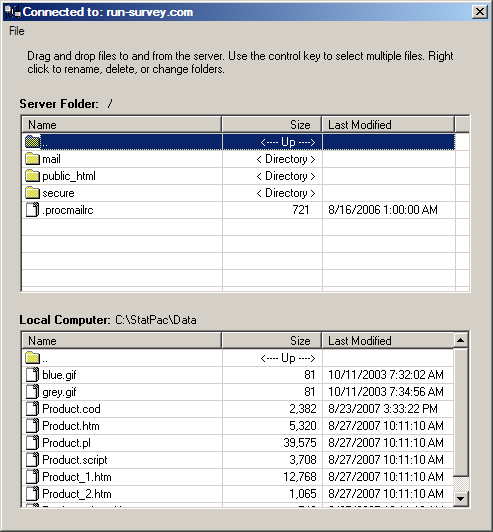 Connected to: run-survey.com
File
Drag and drop files to and from the server. Use the control key to select multiple files. Right
click to rename, delete, or change folders.
Server Folder: /
Name Size Last Modified
.. <---- Up ---->
mail < Directory >
public_html < Directory >
secure < Directory >
.procmailrc 721 8/16/2006 1:00:00 AM
Local Computer: C:\StatPac\Data
Name Size Last Modified
.. <---- Up ---->
blue.gif 81 10/11/2003 7:32:02 AM
grey.gif 81 10/11/2003 7:34:56 AM
Product.cod 2,382 8/23/2007 3:33:22 PM
Product.htm 5,320 8/27/2007 10:11:10 AM
Product.pl 39,575 8/27/2007 10:11:10 AM
Product.script 3,708 8/27/2007 10:11:10 AM
Product_1.htm 12,768 8/27/2007 10:11:10 AM
Product_2.htm 1,065 8/27/2007 10:11:10 AM